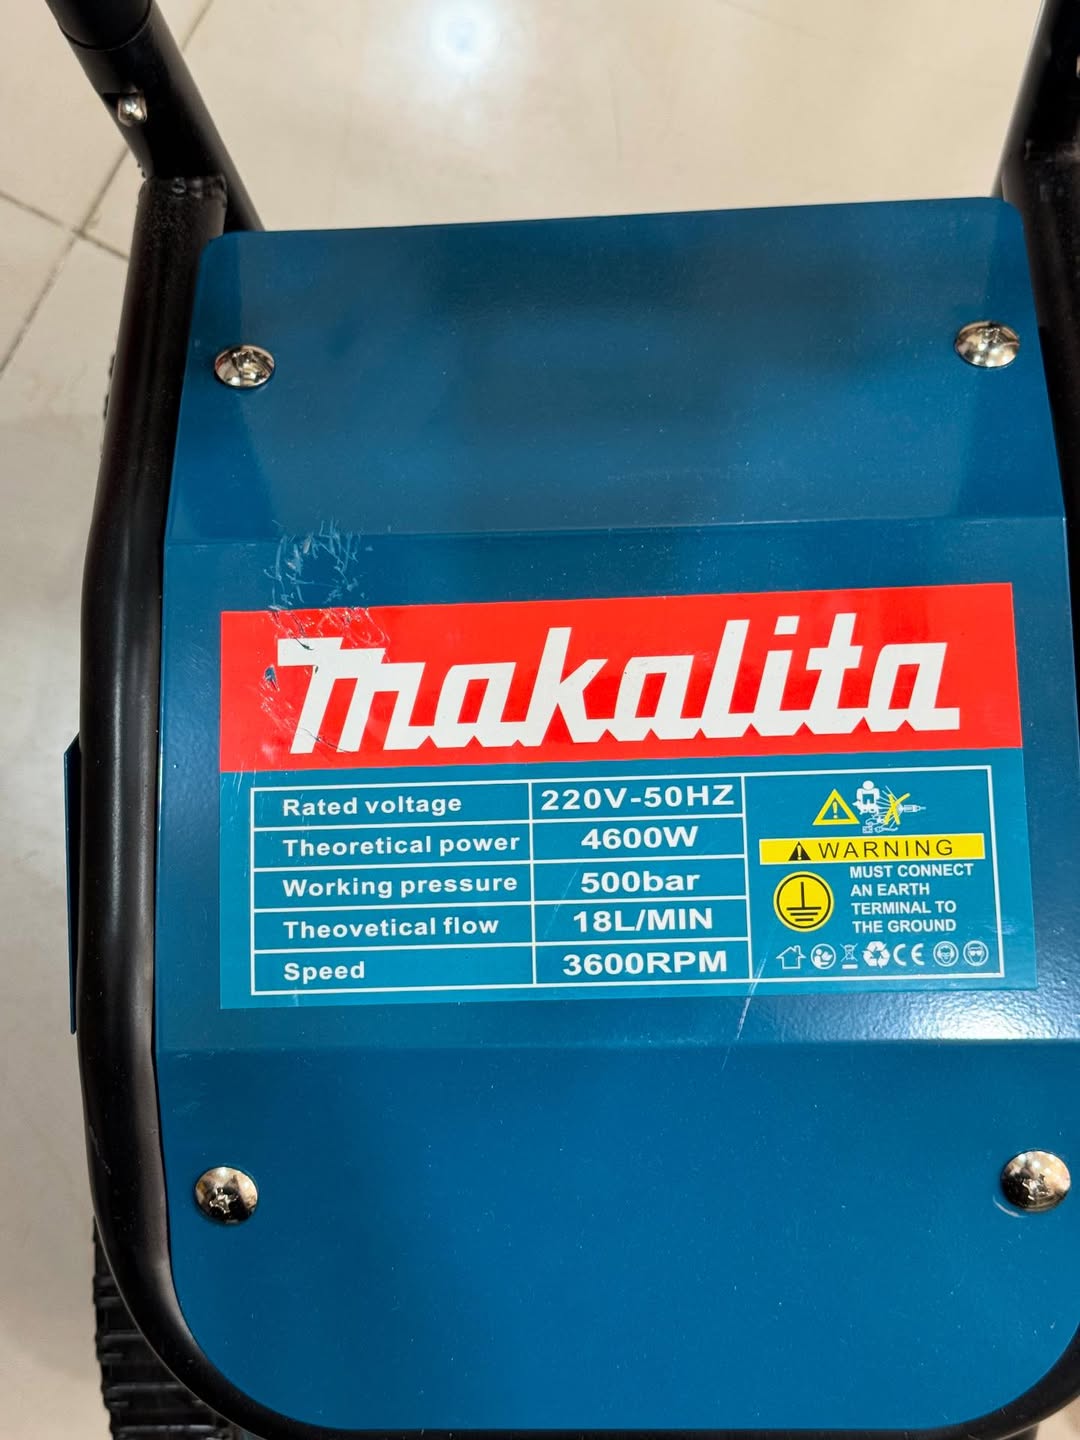 makalita
Rated voltage 220V-50HZ
Theoretical power 4600W
Working pressure 500bar
Theovetical flow 18L/MIN
Speed 3600RPM
WARNING
MUST CONNECT
AN EARTH
TERMINAL TO
THE GROUND
CE